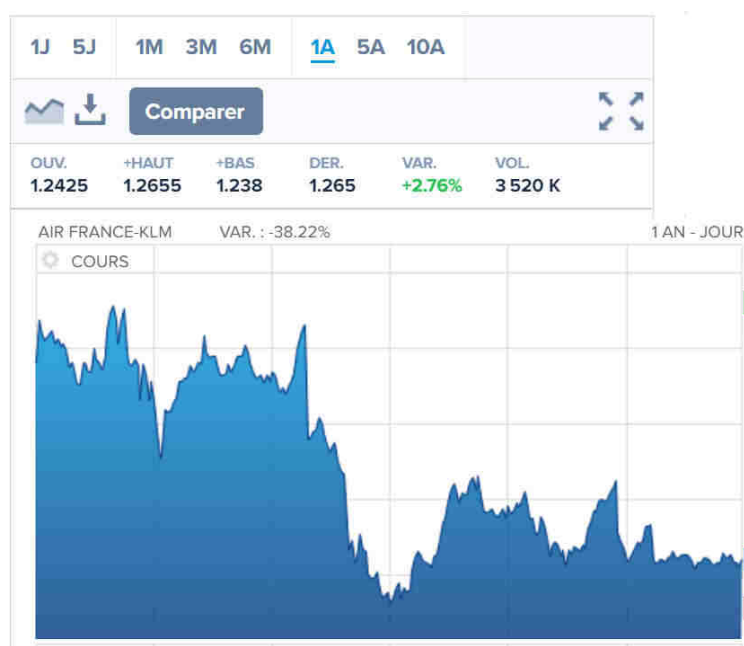 1J 5J 1M 3M 6M 1A 5A 10A
Comparer
OUV. +HAUT +BAS DER. VAR. VOL.
1.2425 1.2655 1.238 1.265 +2.76% 3 520 K
AIR FRANCE-KLM VAR. : -38.22% 1 AN - JOUR
COURS